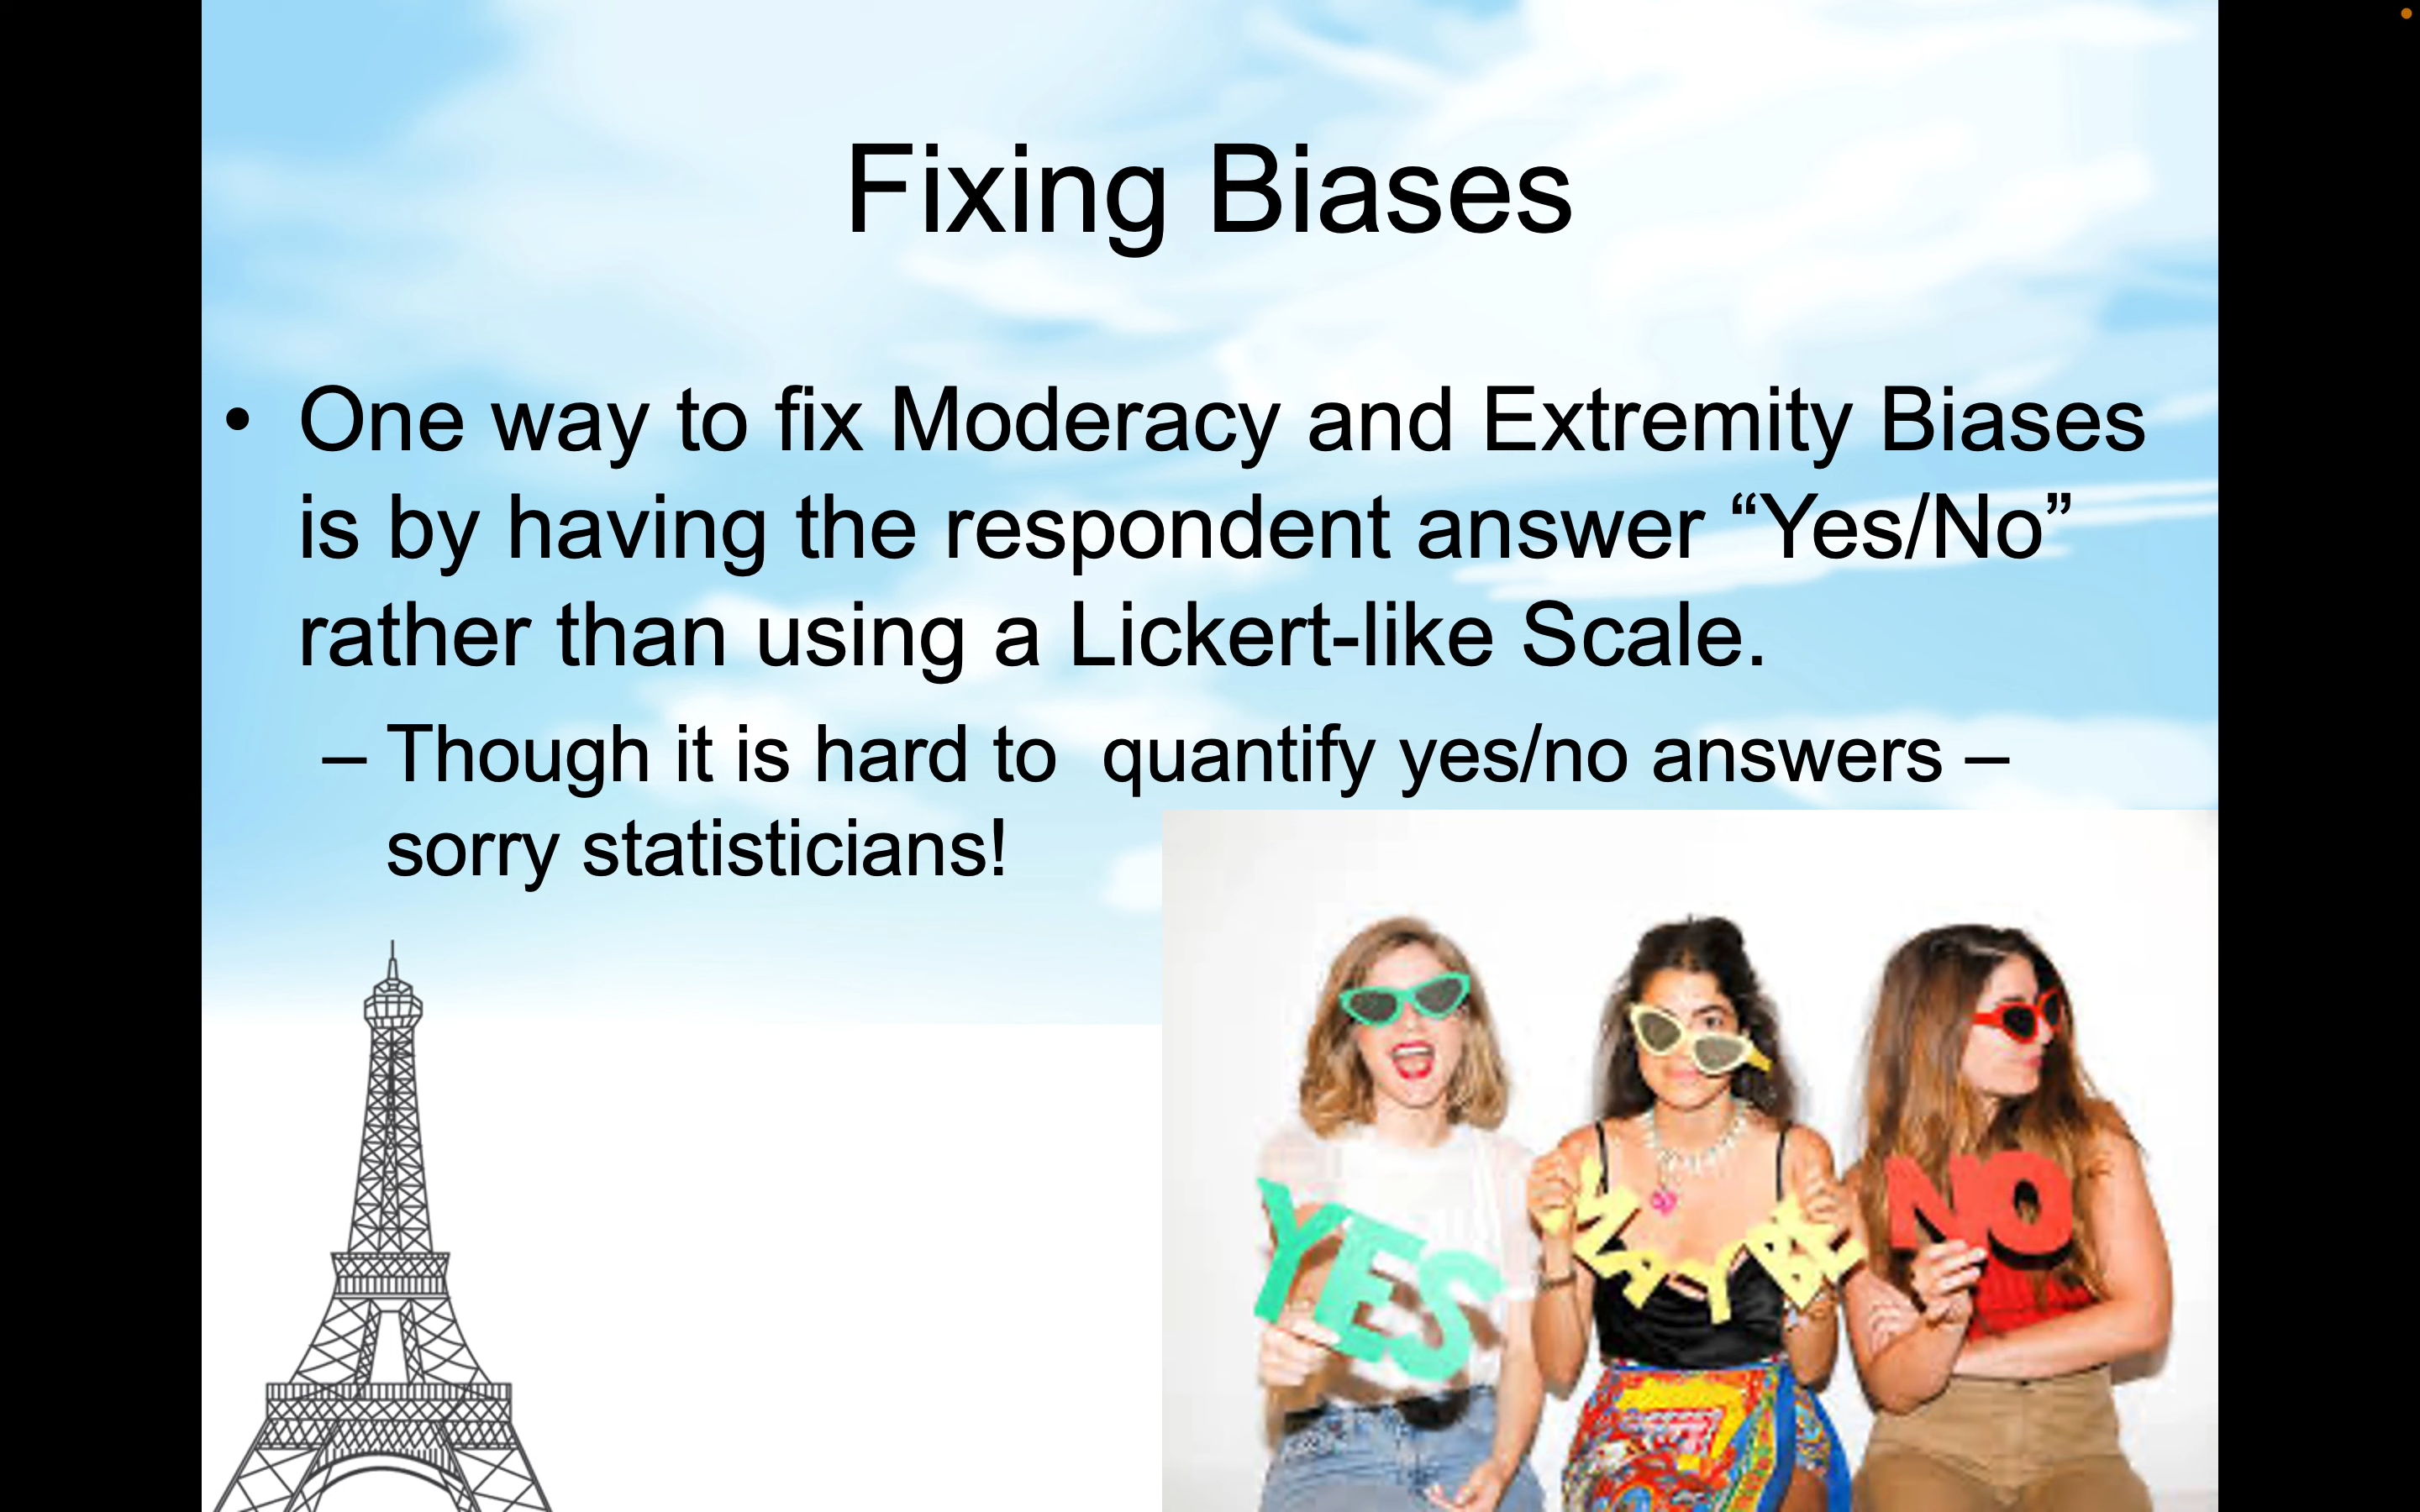 Fixing Biases
• One way to fix Moderacy and Extremity Biases
is by having the respondent answer “Yes/No”
rather than using a Lickert-like Scale.
– Though it is hard to  quantify yes/no answers –
sorry statisticians!
YES
MAYBE
NO